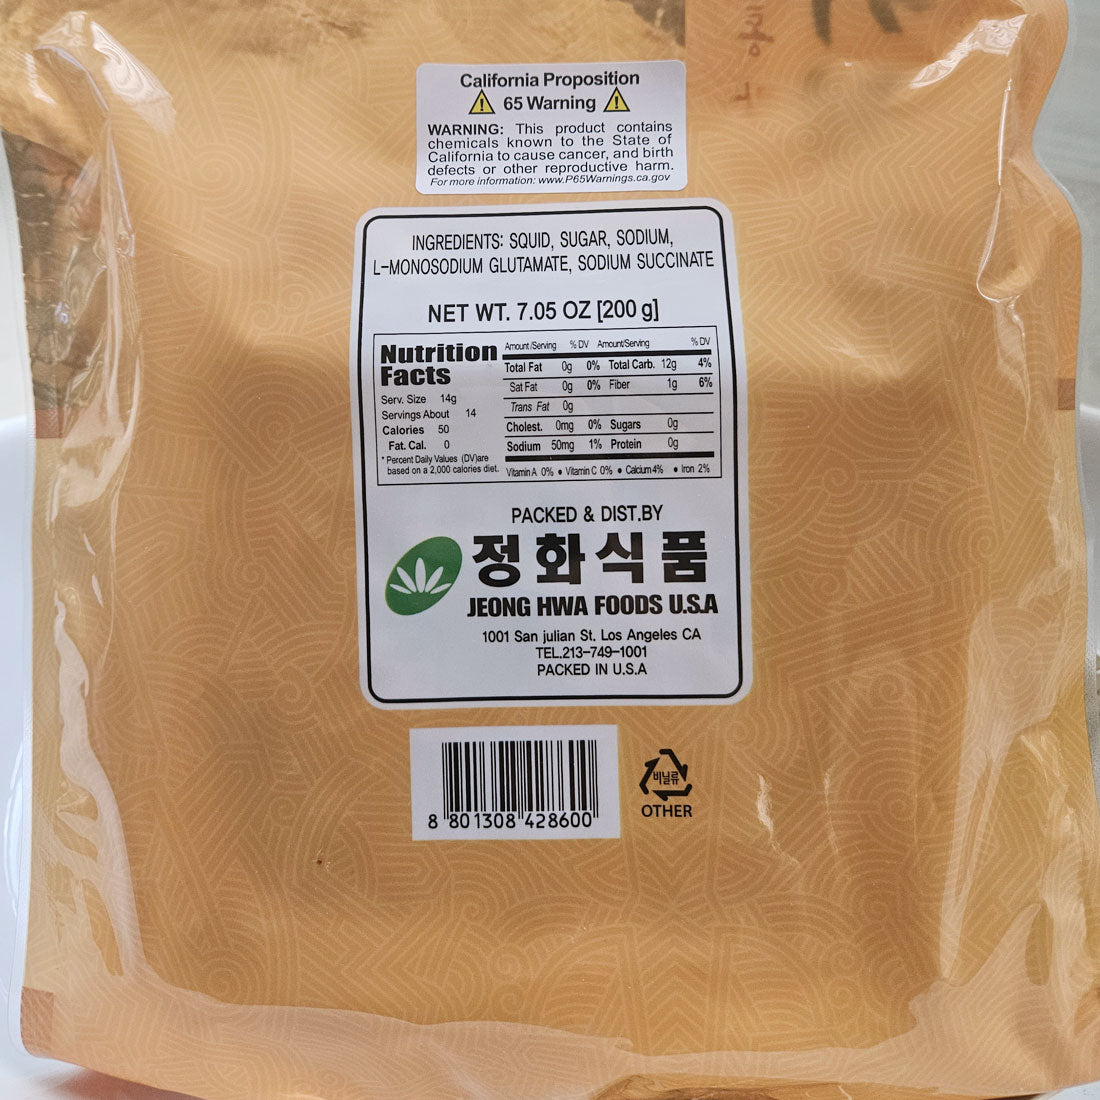 California Proposition
65 Warning
WARNING: This product contains
chemicals known to the State of
California to cause cancer, and birth
defects or other reproductive harm.
For more information: www.P65Warnings.ca.gov
INGREDIENTS: SQUID, SUGAR, SODIUM,
L-MONOSODIUM GLUTAMATE, SODIUM SUCCINATE
NET WT. 7.05 OZ [200 g]
Nutrition
Facts
Serv. Size 14g
Servings About 14
Calories 50
Fat. Cal. 0
* Percent Daily Values (DV)are
based on a 2,000 calories diet.
Amount/Serving %DV Amount/Serving %DV
Total Fat 0g 0% Total Carb. 12g 4%
Sat Fat 0g 0% Fiber 1g 6%
Trans Fat 0g
Cholest. 0mg 0% Sugars 0g
Sodium 50mg 1% Protein 0g
Vitamin A 0% ● Vitamin C 0% ● Calcium 4% ● Iron 2%
PACKED & DIST.BY
정화식품
JEONG HWA FOODS U.S.A
1001 San julian St. Los Angeles CA
TEL.213-749-1001
PACKED IN U.S.A
8 801308 428600
비닐류
OTHER